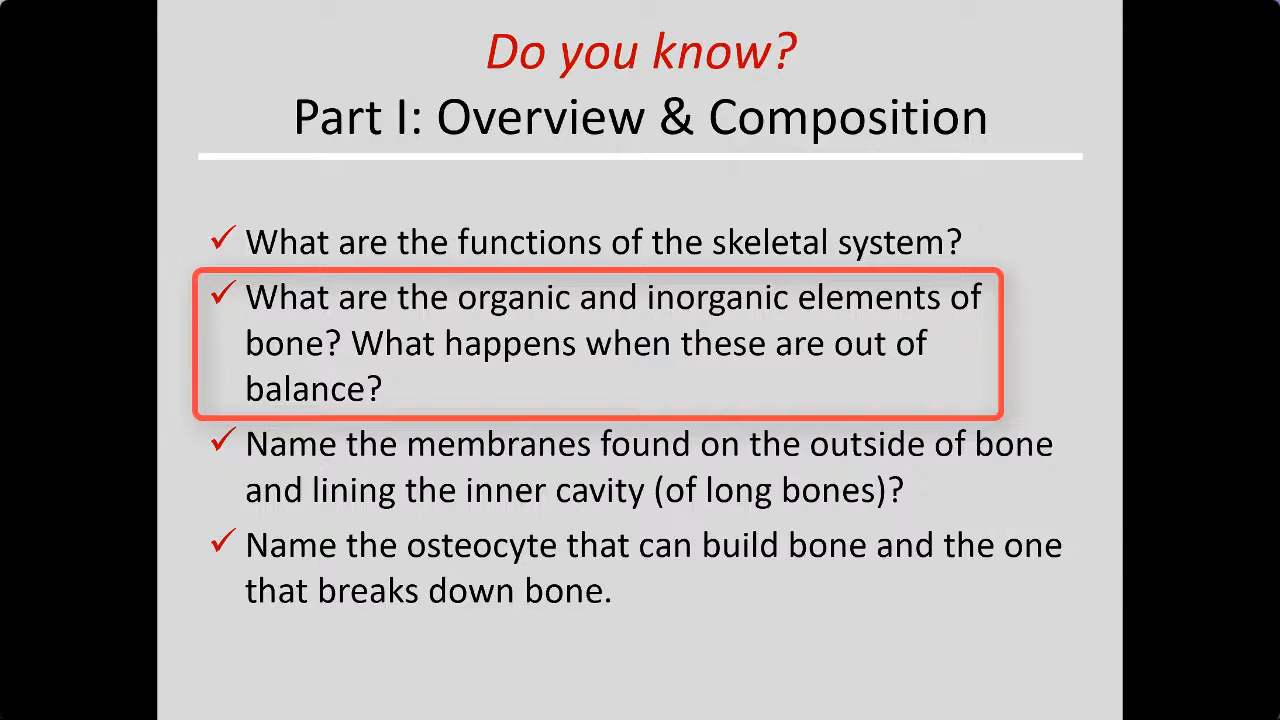 Do you know?
Part I: Overview & Composition
✓ What are the functions of the skeletal system?
✓ What are the organic and inorganic elements of
bone? What happens when these are out of
balance?
✓ Name the membranes found on the outside of bone
and lining the inner cavity (of long bones)?
✓ Name the osteocyte that can build bone and the one
that breaks down bone.